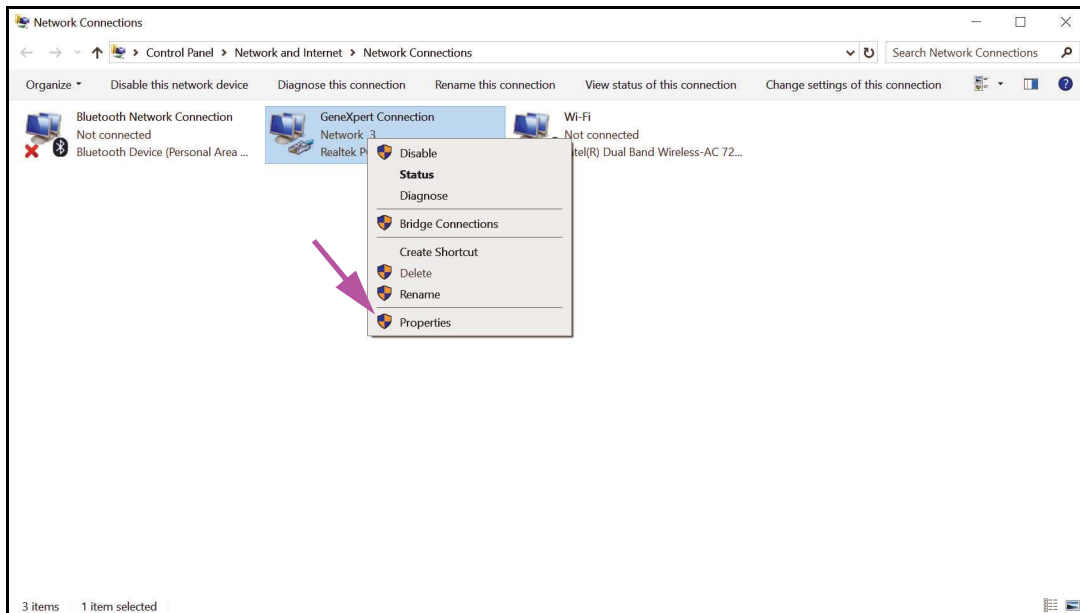 Network Connections
Control Panel > Network and Internet > Network Connections
Search Network Connections
Organize
Disable this network device
Diagnose this connection
Rename this connection
View status of this connection
Change settings of this connection
Bluetooth Network Connection
Not connected
Bluetooth Device (Personal Area ...
GeneXpert Connection
Network 3
Realtek
Wi-Fi
Not connected
Dual Band Wireless-AC 72...
Disable
Status
Diagnose
Bridge Connections
Create Shortcut
Delete
Rename
Properties
3 items
1 item selected